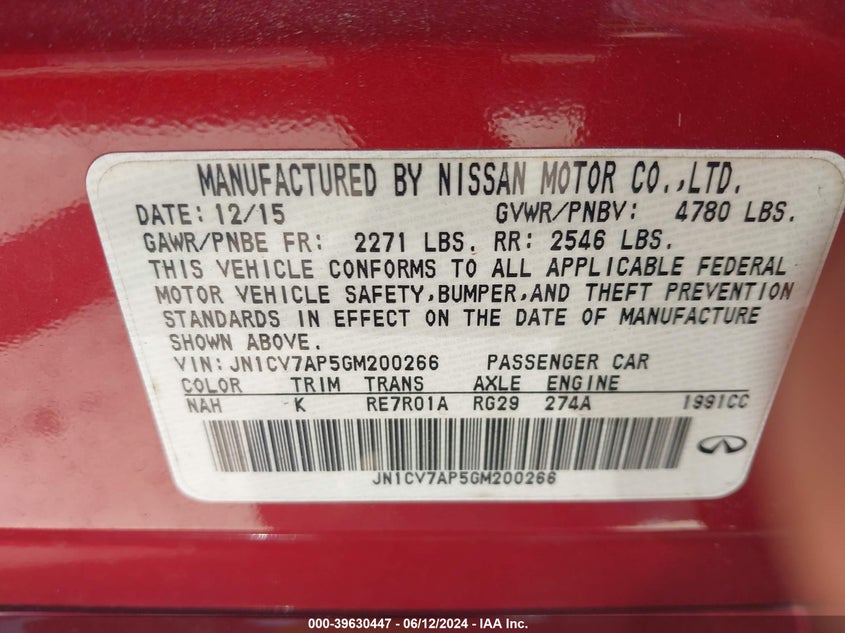 MANUFACTURED BY NISSAN MOTOR CO.,LTD.
DATE: 12/15 GVWR/PNBV: 4780 LBS.
GAWR/PNBE FR: 2271 LBS. RR: 2546 LBS.
THIS VEHICLE CONFORMS TO ALL APPLICABLE FEDERAL
MOTOR VEHICLE SAFETY,BUMPER,AND THEFT PREVENTION
STANDARDS IN EFFECT ON THE DATE OF MANUFACTURE
SHOWN ABOVE.
VIN: JN1CV7AP5GM200266 PASSENGER CAR
COLOR TRIM TRANS AXLE ENGINE
NAH K RE7R01A RG29 274A 1991CC
JN1CV7AP5GM200266
000-39630447 - 06/12/2024 - IAA Inc.